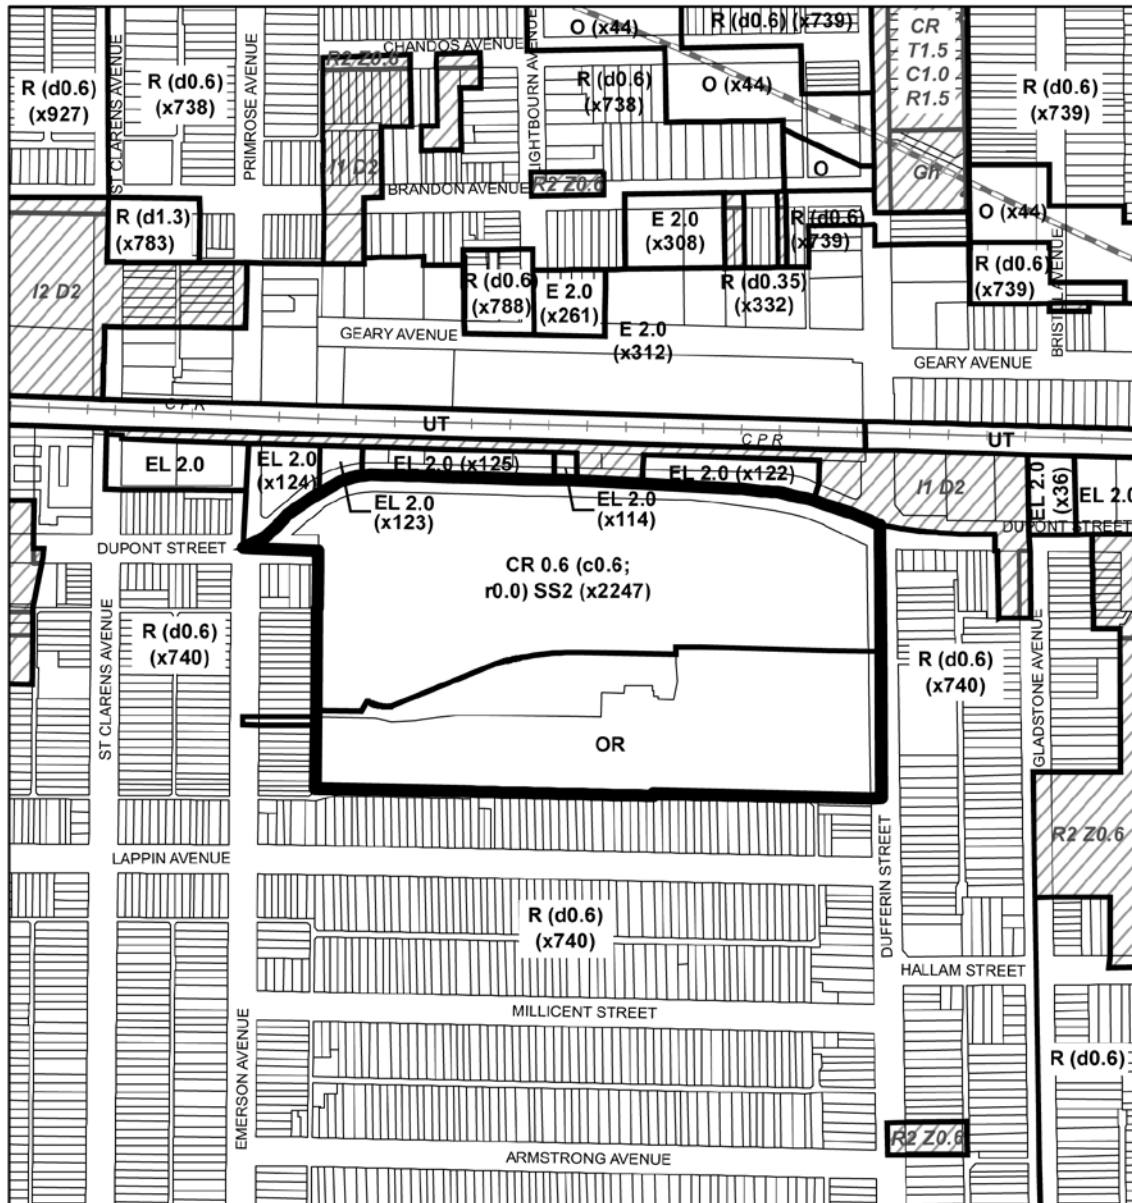 O (x44)
R (d0.6) (x739)
CHANDOS AVENUE
R2 Z0.6
LIGHTBOURN AVENUE
CR
T1.5
C1.0
R1.5
R (d0.6)
(x927)
ST CLARENS AVENUE
R (d0.6)
(x738)
PRIMROSE AVENUE
R (d0.6)
(x738)
O (x44)
R (d0.6)
(x739)
I1 D2
BRANDON AVENUE
R2 Z0.6
O
GH
R (d1.3)
(x783)
E 2.0
(x308)
R (d0.6)
(x739)
O (x44)
I2 D2
R (d0.6)
(x788)
E 2.0
(x261)
R (d0.35)
(x332)
R (d0.6)
(x739)
BRISTOL AVENUE
GEARY AVENUE
E 2.0
(x312)
GEARY AVENUE
C P R
UT
C P R
UT
EL 2.0
EL 2.0
(x124)
EL 2.0 (x125)
EL 2.0 (x122)
I1 D2
EL 2.0
(x36)
EL 2.0
EL 2.0
(x123)
EL 2.0
(x114)
DUPONT STREET
DUPONT STREET
CR 0.6 (c0.6;
r0.0) SS2 (x2247)
ST CLARENS AVENUE
R (d0.6)
(x740)
R (d0.6)
(x740)
GLADSTONE AVENUE
OR
R2 Z0.6
LAPPIN AVENUE
DUFFERIN STREET
R (d0.6)
(x740)
HALLAM STREET
MILLICENT STREET
EMERSON AVENUE
R (d0.6)
R2 Z0.6
ARMSTRONG AVENUE